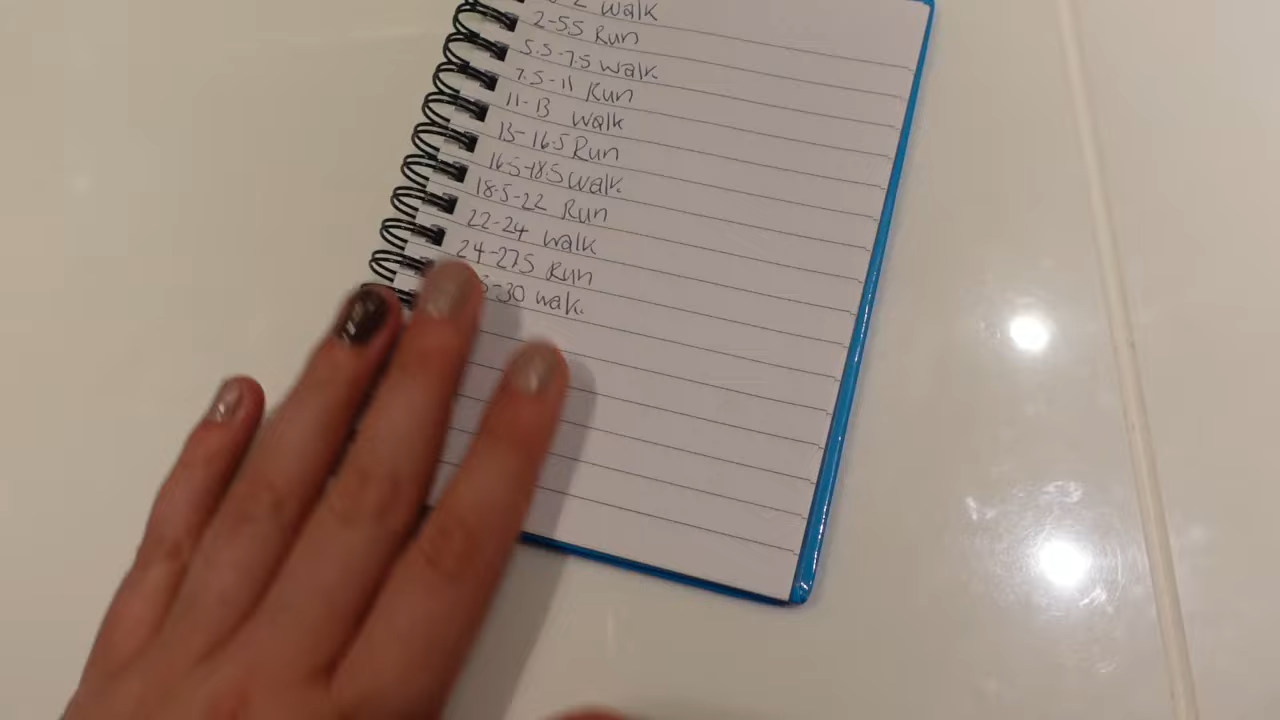 2 walk
2-5.5 Run
5.5-7.5 walk
7.5-11 Run
11-13 walk
13-16.5 Run
16.5-18.5 walk.
18.5-22 Run
22-24 walk
24-27.5 Run
5-30 walk.